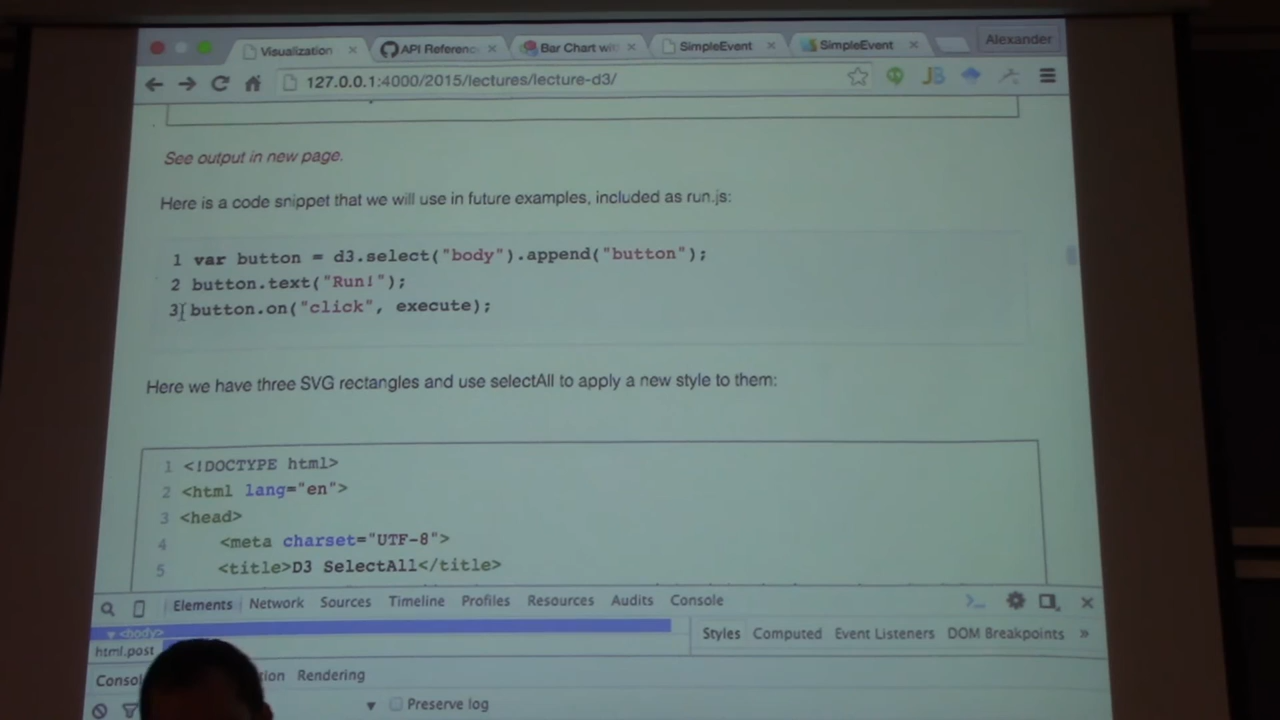 Visualization
API Referenc
Bar Chart wit
SimpleEvent
SimpleEvent
Alexander
127.0.0.1:4000/2015/lectures/lecture-d3/
JB
See output in new page.
Here is a code snippet that we will use in future examples, included as run.js:
1 var button = d3.select("body").append("button");
2 button.text("Run!");
3 button.on("click", execute);
Here we have three SVG rectangles and use selectAll to apply a new style to them:
1 <!DOCTYPE html>
2 <html lang="en">
3 <head>
4 <meta charset="UTF-8">
5 <title>D3 SelectAll</title>
Elements Network Sources Timeline Profiles Resources Audits Console
<body>
Styles Computed Event Listeners DOM Breakpoints »
html.post
Conso tion Rendering
Preserve log